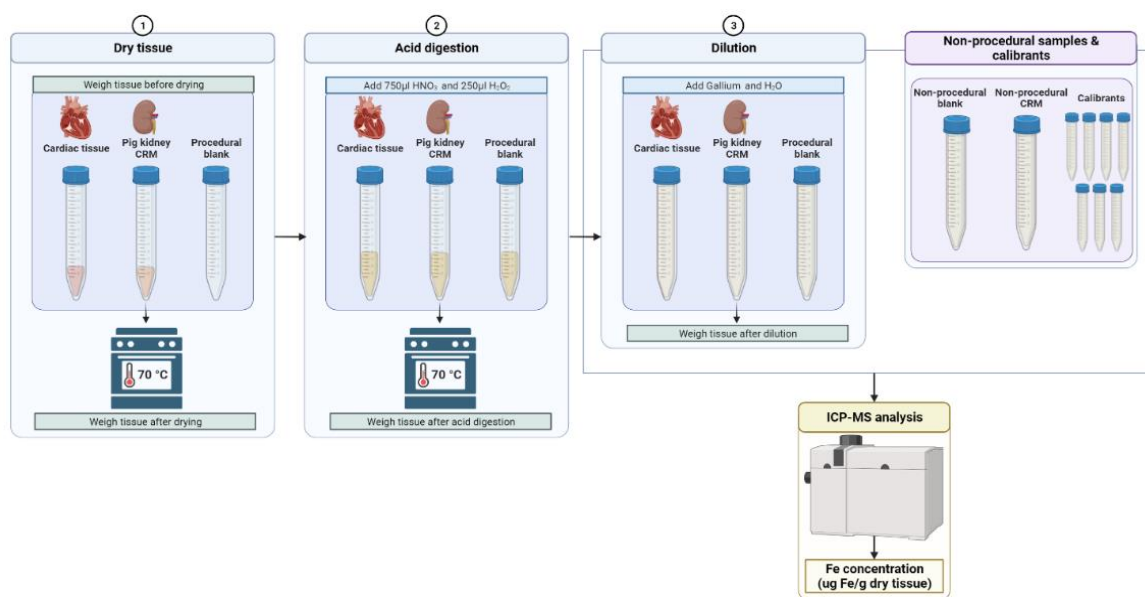 1
Dry tissue
Weigh tissue before drying
Cardiac tissue
Pig kidney
CRM
Procedural
blank
70 °C
Weigh tissue after drying
2
Acid digestion
Add 750µl HNO₃ and 250µl H₂O₂
Cardiac tissue
Pig kidney
CRM
Procedural
blank
70 °C
Weigh tissue after acid digestion
3
Dilution
Add Gallium and H₂O
Cardiac tissue
Pig kidney
CRM
Procedural
blank
Weigh tissue after dilution
Non-procedural samples &
calibrants
Non-procedural
blank
Non-procedural
CRM
Calibrants
ICP-MS analysis
Fe concentration
(ug Fe/g dry tissue)